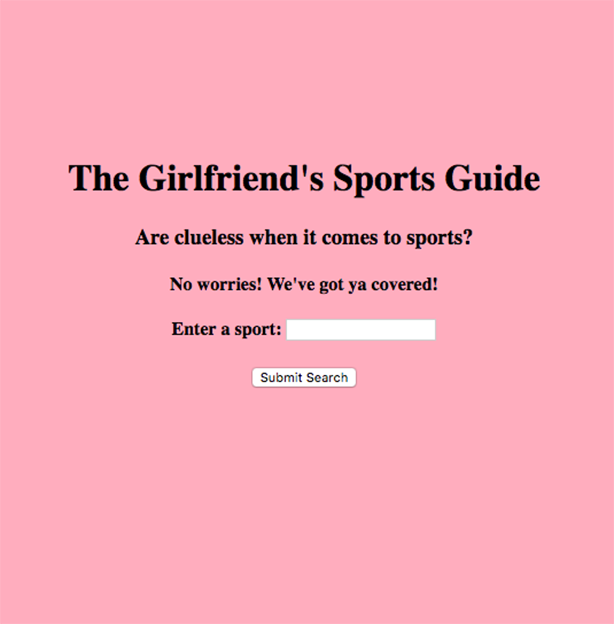 The Girlfriend's Sports Guide
Are clueless when it comes to sports?
No worries! We've got ya covered!
Enter a sport:
Submit Search